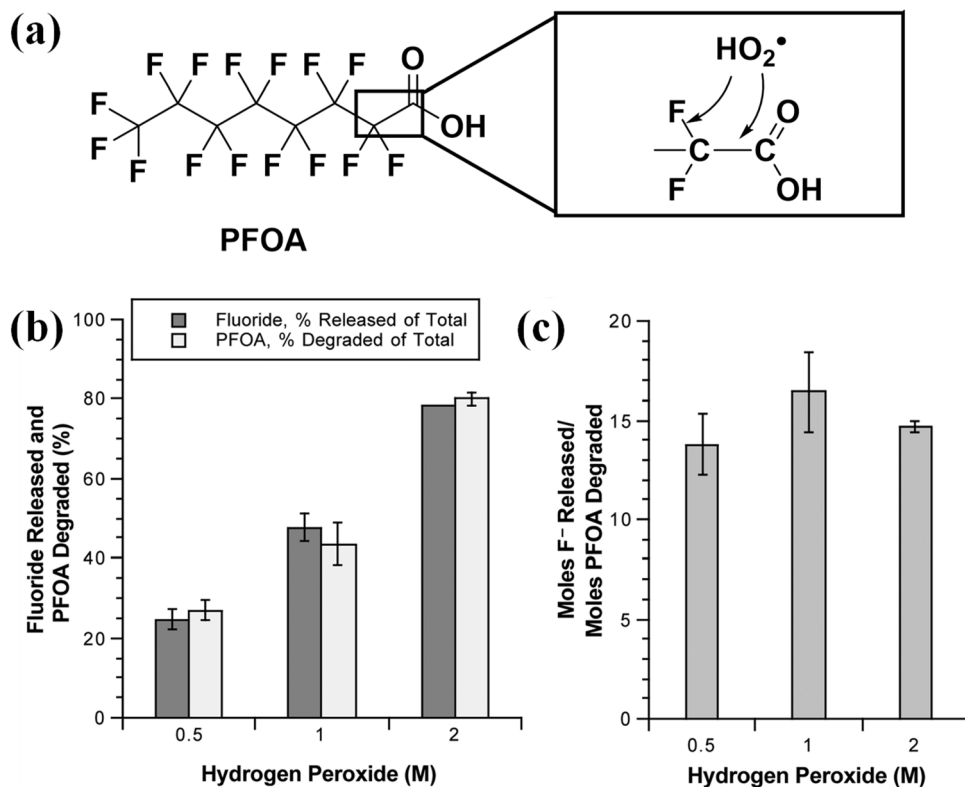 (a)
F F F F F F O
F
F OH
F F F F F F F F
PFOA
HO₂•
F O
C C
F OH
(b)
Fluoride, % Released of Total
PFOA, % Degraded of Total
Fluoride Released and
PFOA Degraded (%)
100
80
60
40
20
0
0.5 1 2
Hydrogen Peroxide (M)
(c)
Moles F⁻ Released/
Moles PFOA Degraded
20
15
10
5
0
0.5 1 2
Hydrogen Peroxide (M)